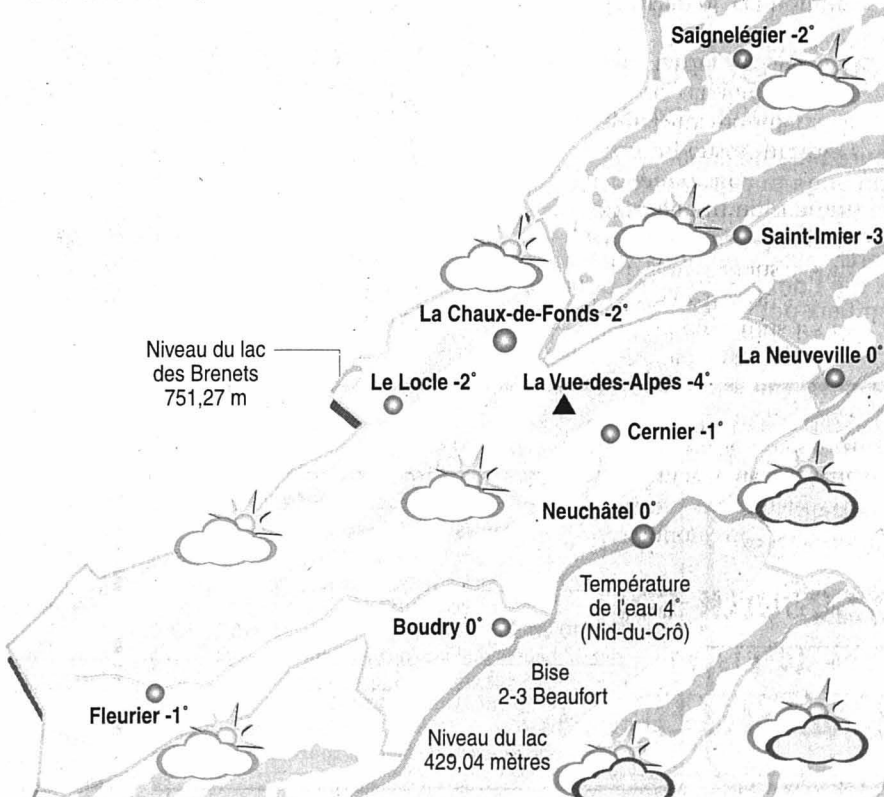 Saignelégier -2°
Saint-Imier -3
La Chaux-de-Fonds -2°
Niveau du lac
des Brenets
751,27 m
Le Locle -2°
La Vue-des-Alpes -4°
La Neuveville 0°
Cernier -1°
Neuchâtel 0°
Température
de l'eau 4°
(Nid-du-Crô)
Boudry 0°
Bise
2-3 Beaufort
Fleurier -1°
Niveau du lac
429,04 mètres